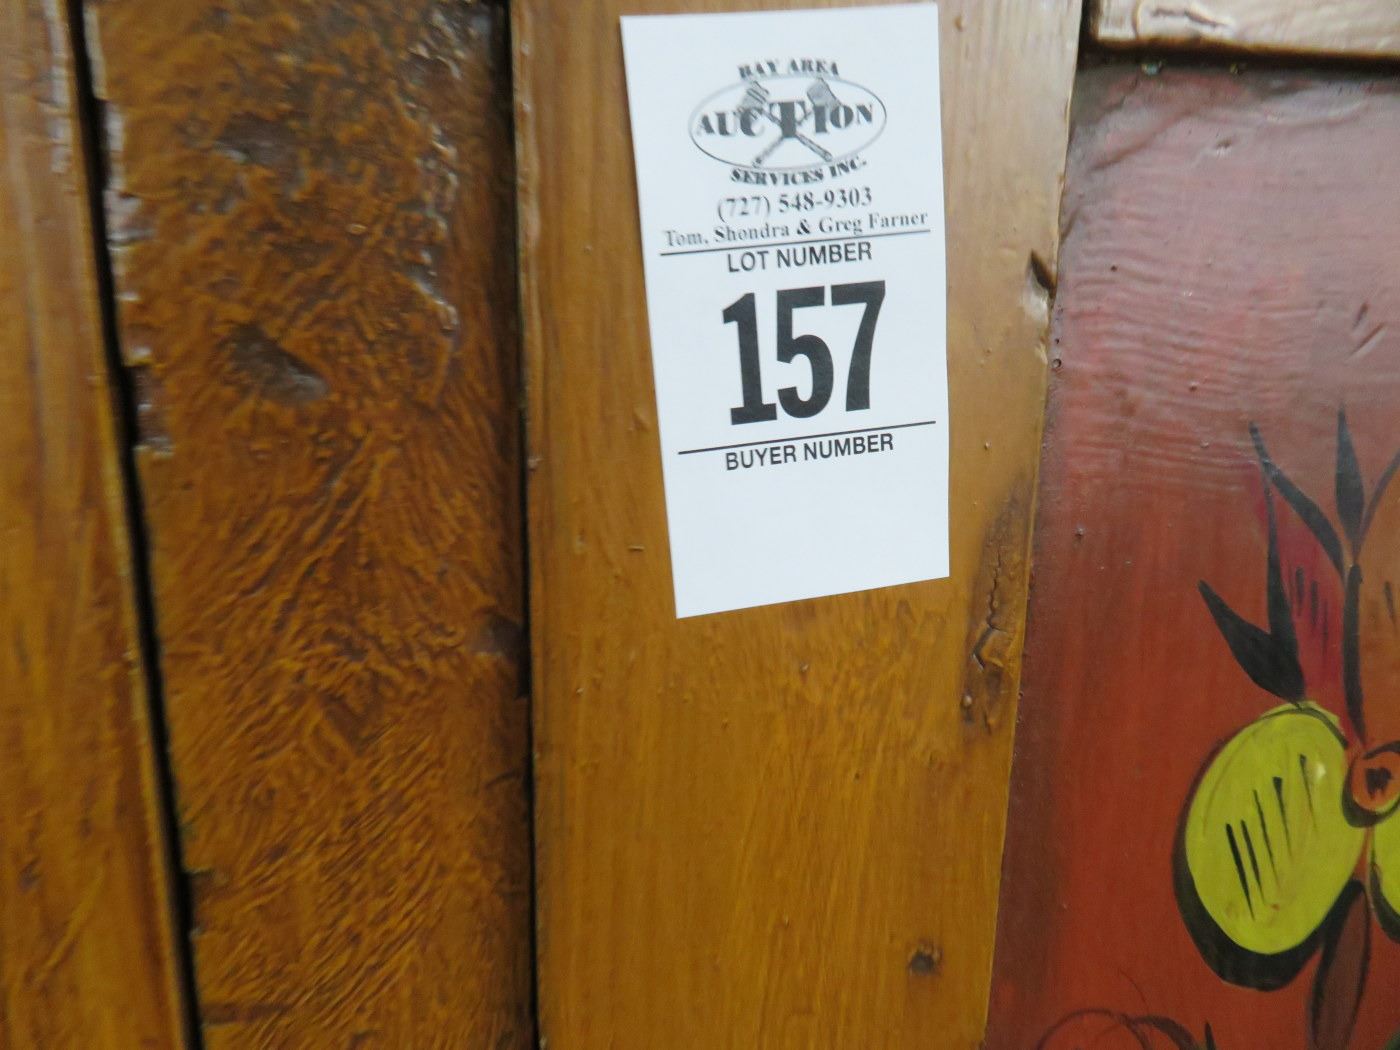 BAY AREA
AUCTION
SERVICES INC.
(727) 548-9303
Tom, Shondra & Greg Farner
LOT NUMBER
157
BUYER NUMBER